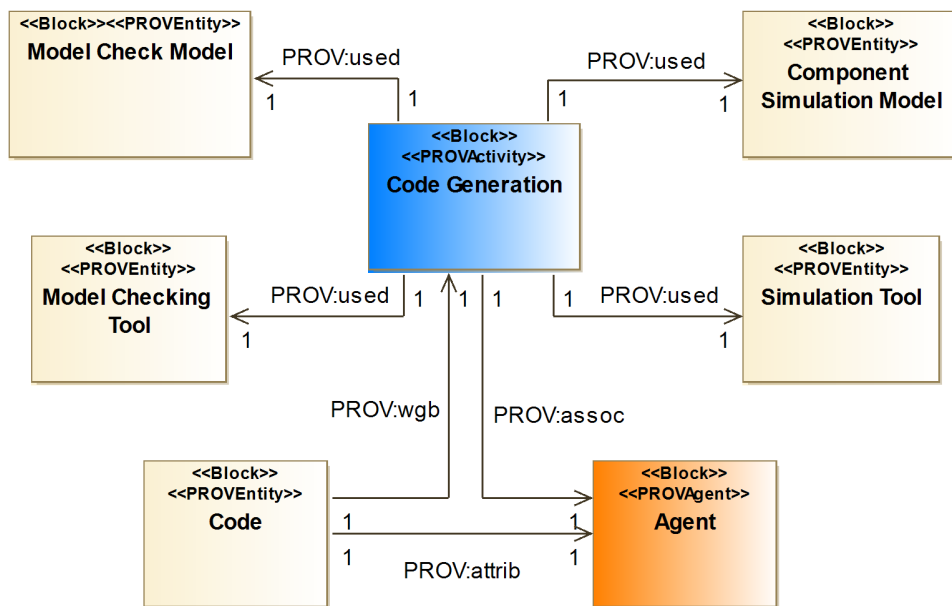 <<Block>><<PROVEntity>>
Model Check Model
PROV:used
1
1
PROV:used
1
1
<<Block>>
<<PROVEntity>>
Component
Simulation Model
<<Block>>
<<PROVActivity>>
Code Generation
<<Block>>
<<PROVEntity>>
Model Checking
Tool
PROV:used
1
1
1
1
1
PROV:used
1
<<Block>>
<<PROVEntity>>
Simulation Tool
PROV:wgb
PROV:assoc
<<Block>>
<<PROVEntity>>
Code
1
1
1
1
PROV:attrib
<<Block>>
<<PROVAgent>>
Agent